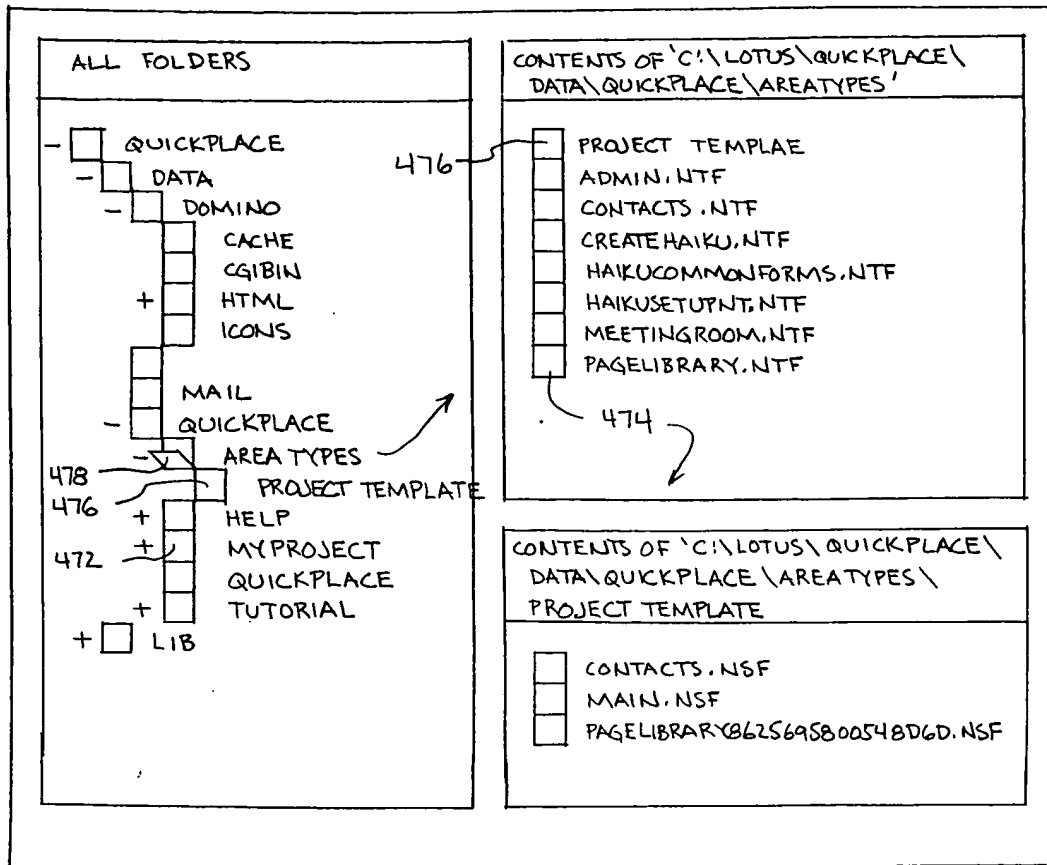 ALL FOLDERS
- QUICKPLACE
- DATA
- DOMINO
CACHE
CGIBIN
+ HTML
ICONS
MAIL
- QUICKPLACE
- AREA TYPES
478
PROJECT TEMPLATE
476
+ HELP
+ MYPROJECT
472
QUICKPLACE
+ TUTORIAL
+ LIB
CONTENTS OF 'C:\LOTUS\QUICKPLACE\
DATA\QUICKPLACE\AREATYPES'
476
PROJECT TEMPLAE
ADMIN.NTF
CONTACTS.NTF
CREATEHAIKU.NTF
HAIKUCOMMONFORMS.NTF
HAIKUSETUPNT.NTF
MEETINGROOM.NTF
PAGELIBRARY.NTF
474
CONTENTS OF 'C:\LOTUS\QUICKPLACE\
DATA\QUICKPLACE\AREATYPES\
PROJECT TEMPLATE
CONTACTS.NSF
MAIN.NSF
PAGELIBRARY8625695800548D6D.NSF